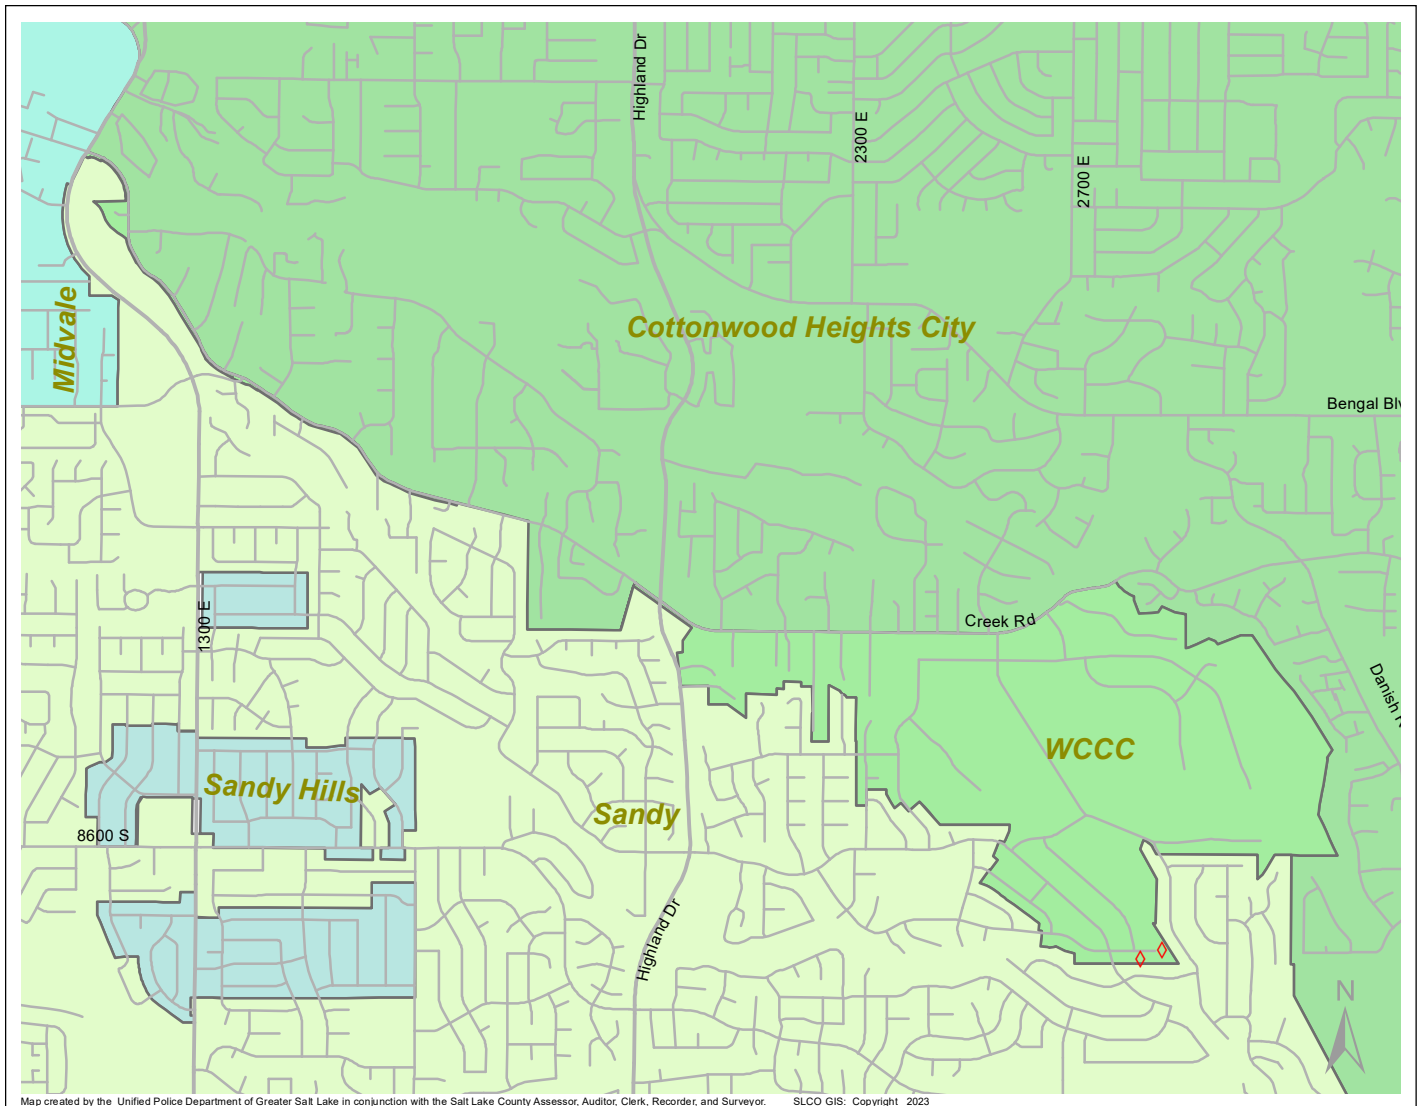 Highland Dr
2300 E
2700 E
Midvale
Cottonwood Heights City
Bengal Blv
1300 E
Creek Rd
Danish R
WCCC
Sandy Hills
Sandy
8600 S
Highland Dr
N
Map created by the Unified Police Department of Greater Salt Lake in conjunction with the Salt Lake County Assessor, Auditor, Clerk, Recorder, and Surveyor. SLCO GIS: Copyright 2023